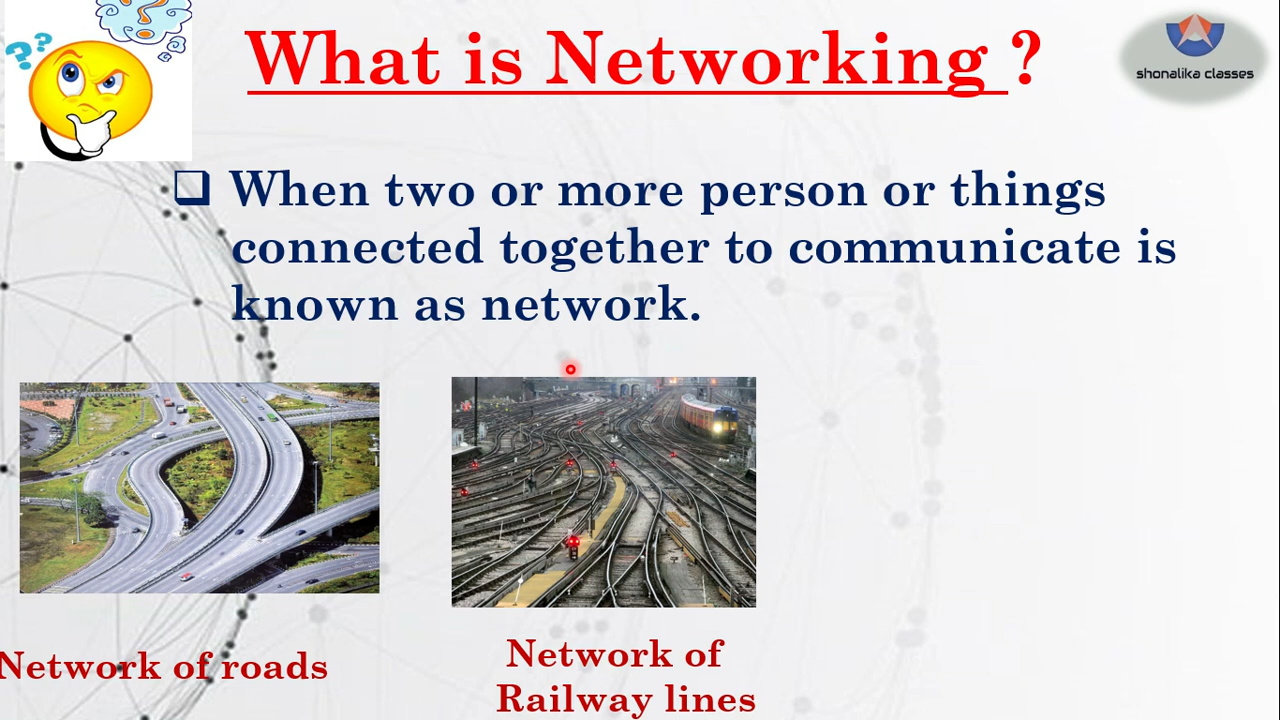 What is Networking ?
shonalika classes
When two or more person or things
connected together to communicate is
known as network.
Network of roads
Network of
Railway lines